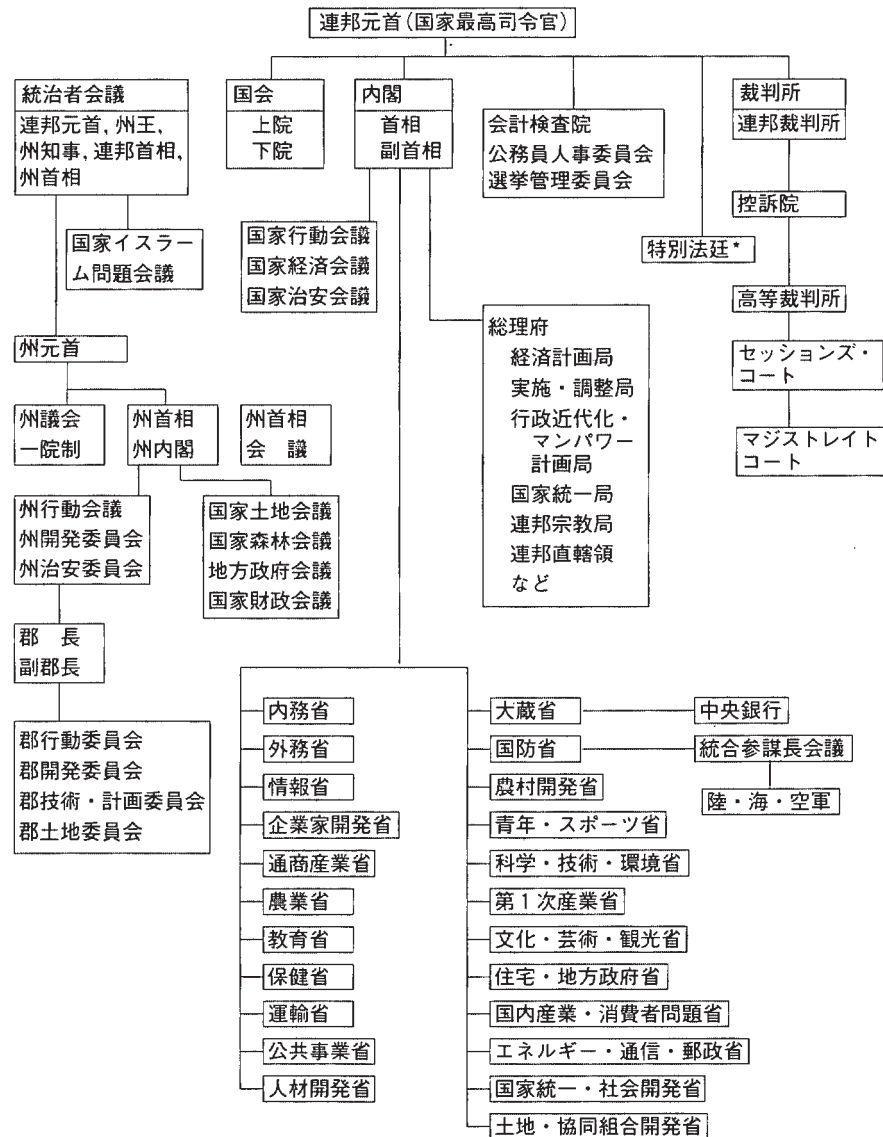 連邦元首(国家最高司令官)
統治者会議
連邦元首,州王,
州知事,連邦首相,
州首相
国家イスラー
ム問題会議
州元首
州議会
一院制
州首相
州内閣
州首相
会　議
州行動会議
州開発委員会
州治安委員会
国家土地会議
国家森林会議
地方政府会議
国家財政会議
郡　長
副郡長
郡行動委員会
郡開発委員会
郡技術・計画委員会
郡土地委員会
国会
上院
下院
内閣
首相
副首相
国家行動会議
国家経済会議
国家治安会議
総理府
経済計画局
実施・調整局
行政近代化・
マンパワー
計画局
国家統一局
連邦宗教局
連邦直轄領
など
会計検査院
公務員人事委員会
選挙管理委員会
特別法廷*
裁判所
連邦裁判所
控訴院
高等裁判所
セッションズ・
コート
マジストレイト
コート
内務省
外務省
情報省
企業家開発省
通商産業省
農業省
教育省
保健省
運輸省
公共事業省
人材開発省
大蔵省
中央銀行
国防省
統合参謀長会議
陸・海・空軍
農村開発省
青年・スポーツ省
科学・技術・環境省
第1次産業省
文化・芸術・観光省
住宅・地方政府省
国内産業・消費者問題省
エネルギー・通信・郵政省
国家統一・社会開発省
土地・協同組合開発省